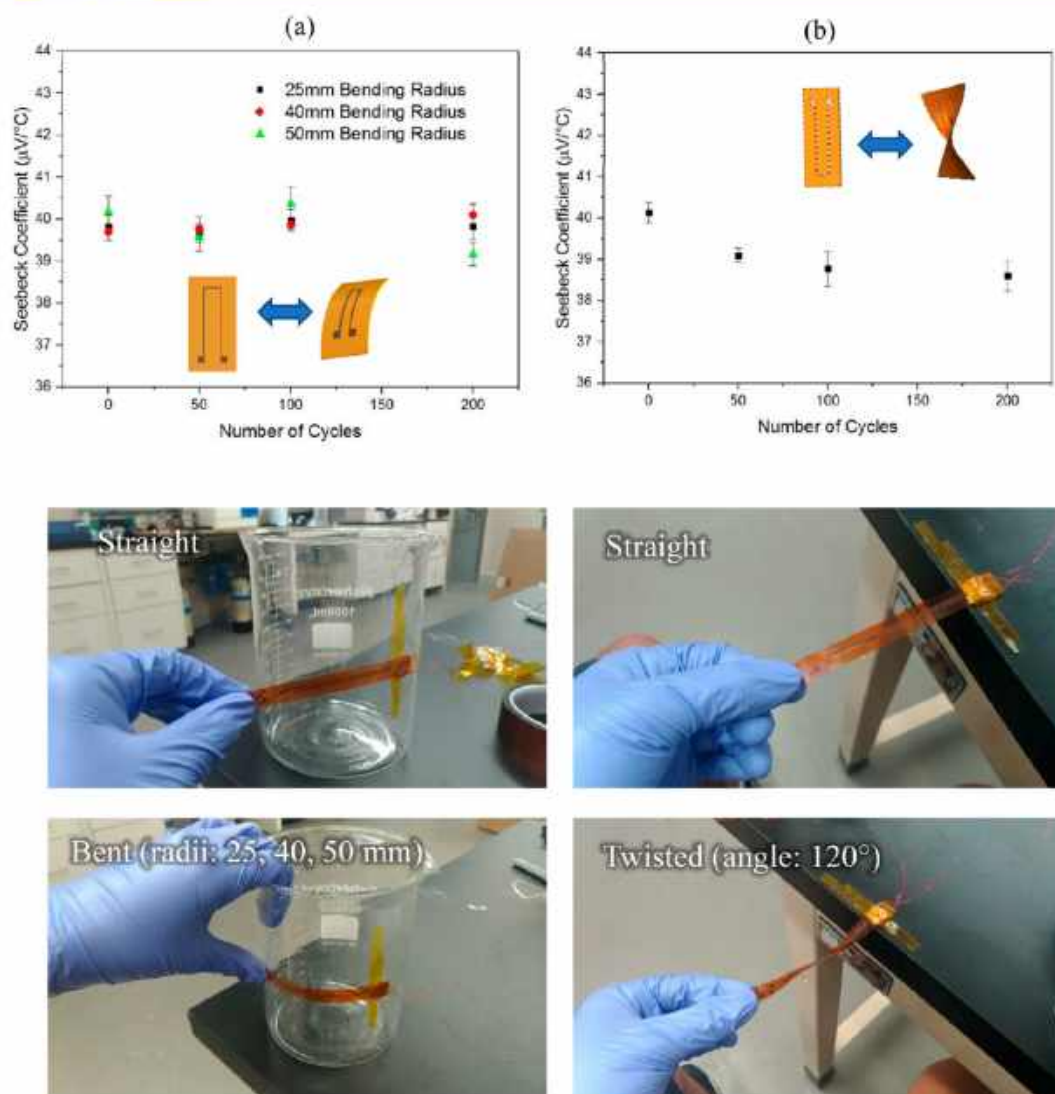 (a)
44
43
42
41
40
39
38
37
36
Seebeck Coefficient (µV/°C)
25mm Bending Radius
40mm Bending Radius
50mm Bending Radius
0
50
100
150
200
Number of Cycles
(b)
44
43
42
41
40
39
38
37
36
Seebeck Coefficient (µV/°C)
0
50
100
150
200
Number of Cycles
Straight
Straight
Bent (radii: 25, 40, 50 mm)
Twisted (angle: 120°)